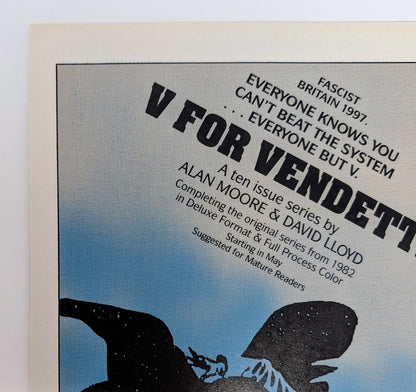 FASCIST
BRITAIN 1997.
EVERYONE KNOWS YOU
CAN'T BEAT THE SYSTEM
. . . EVERYONE BUT V.
V FOR VENDETT
A ten issue series by
ALAN MOORE & DAVID LLOYD
Completing the original series from 1982
in Deluxe Format & Full Process Color
Starting in May
Suggested for Mature Readers